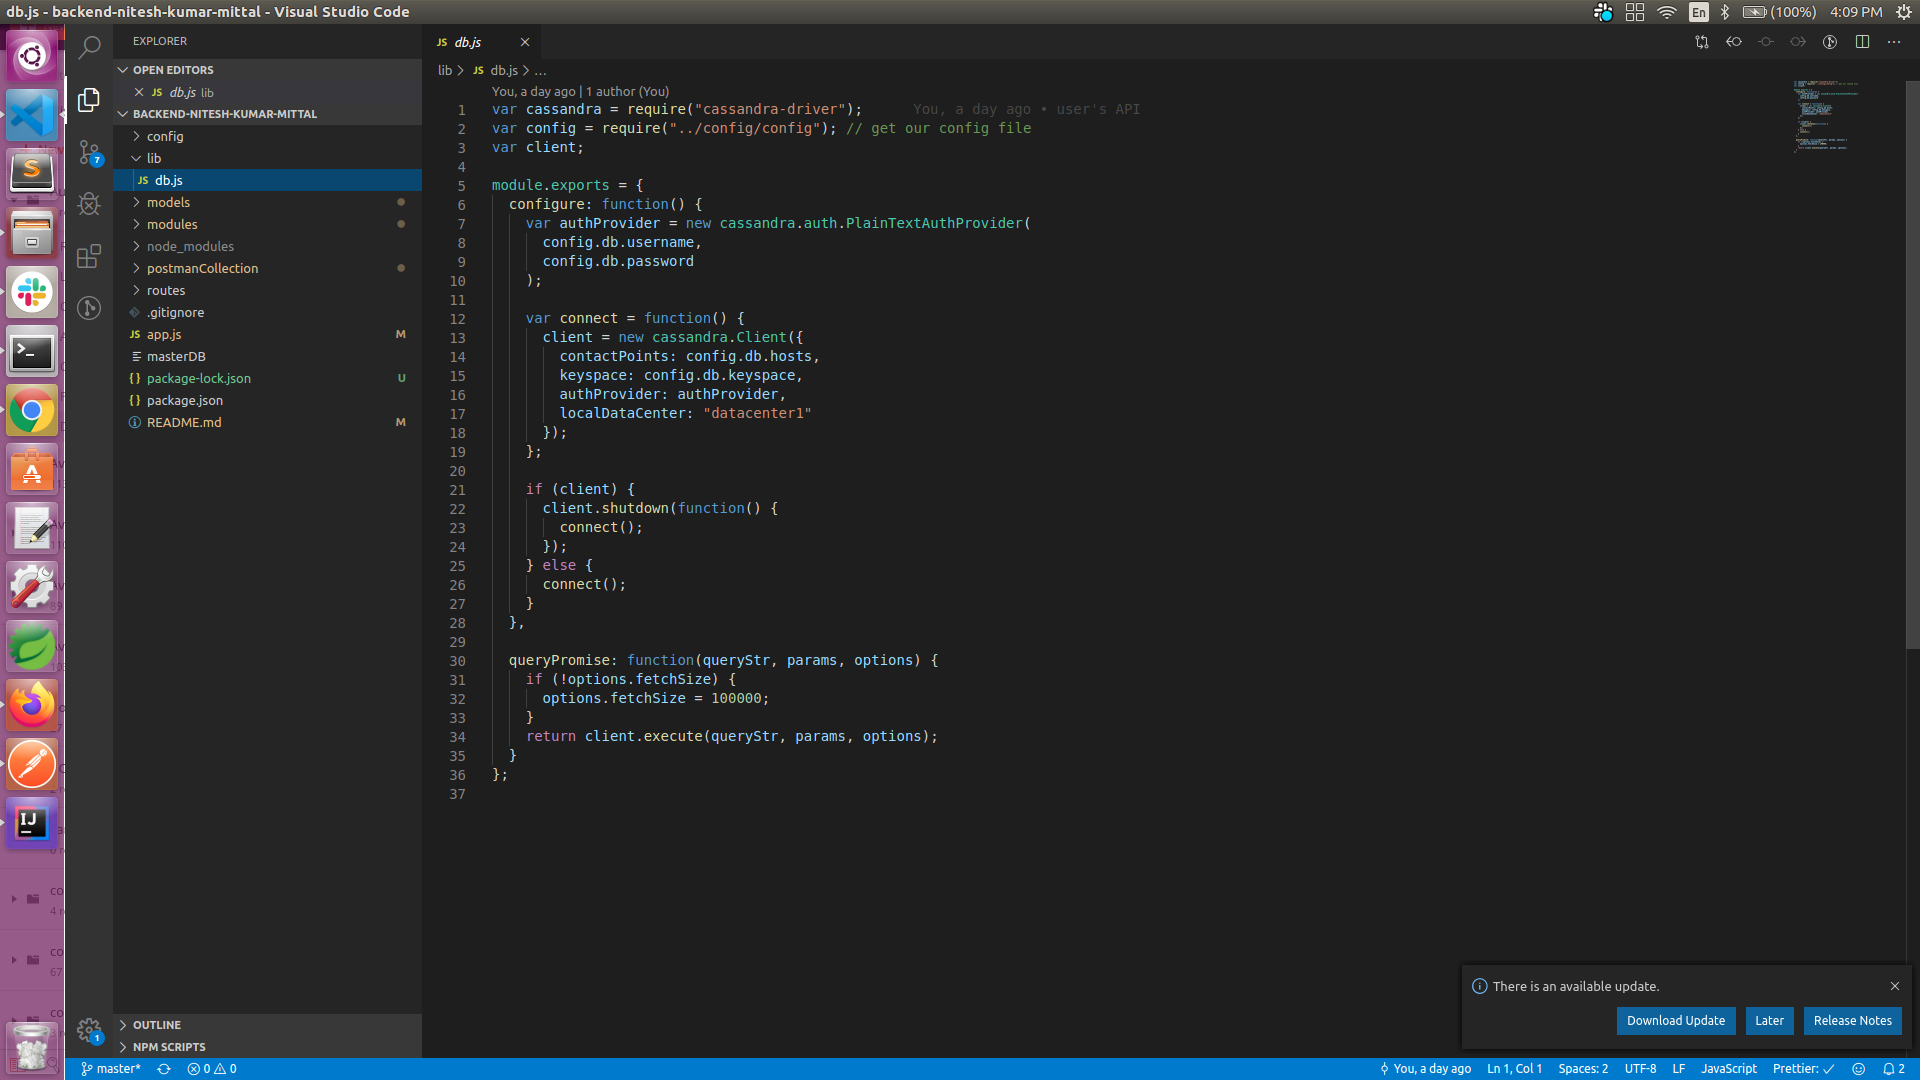 db.js - backend-nitesh-kumar-mittal - Visual Studio Code
En
(100%)
4:09 PM
EXPLORER
OPEN EDITORS
JS db.js lib
BACKEND-NITESH-KUMAR-MITTAL
config
lib
JS db.js
models
modules
node_modules
postmanCollection
routes
.gitignore
JS app.js M
masterDB
{} package-lock.json U
{} package.json
README.md M
OUTLINE
NPM SCRIPTS
7
1
JS db.js
lib > JS db.js > ...
You, a day ago | 1 author (You)
1 var cassandra = require("cassandra-driver"); You, a day ago • user's API
2 var config = require("../config/config"); // get our config file
3 var client;
4
5 module.exports = {
6 configure: function() {
7 var authProvider = new cassandra.auth.PlainTextAuthProvider(
8 config.db.username,
9 config.db.password
10 );
11
12 var connect = function() {
13 client = new cassandra.Client({
14 contactPoints: config.db.hosts,
15 keyspace: config.db.keyspace,
16 authProvider: authProvider,
17 localDataCenter: "datacenter1"
18 });
19 };
20
21 if (client) {
22 client.shutdown(function() {
23 connect();
24 });
25 } else {
26 connect();
27 }
28 },
29
30 queryPromise: function(queryStr, params, options) {
31 if (!options.fetchSize) {
32 options.fetchSize = 100000;
33 }
34 return client.execute(queryStr, params, options);
35 }
36 };
37
There is an available update.
Download Update
Later
Release Notes
master*
0
0
You, a day ago
Ln 1, Col 1
Spaces: 2
UTF-8
LF
JavaScript
Prettier: ✓
2